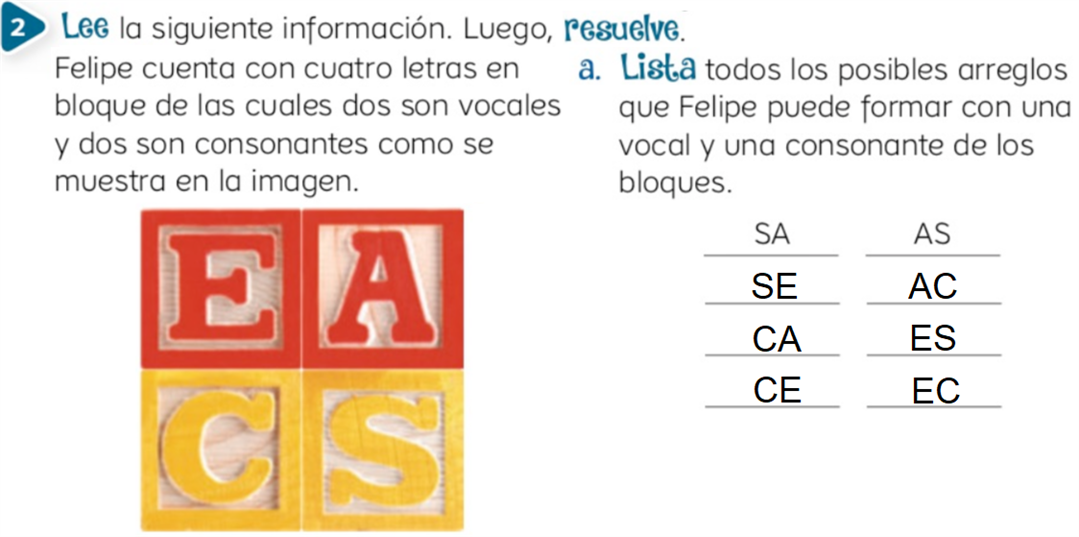 2 Lee la siguiente información. Luego, resuelve.
Felipe cuenta con cuatro letras en
bloque de las cuales dos son vocales
y dos son consonantes como se
muestra en la imagen.
E A
C S
a. Lista todos los posibles arreglos
que Felipe puede formar con una
vocal y una consonante de los
bloques.
SA AS
SE AC
CA ES
CE EC